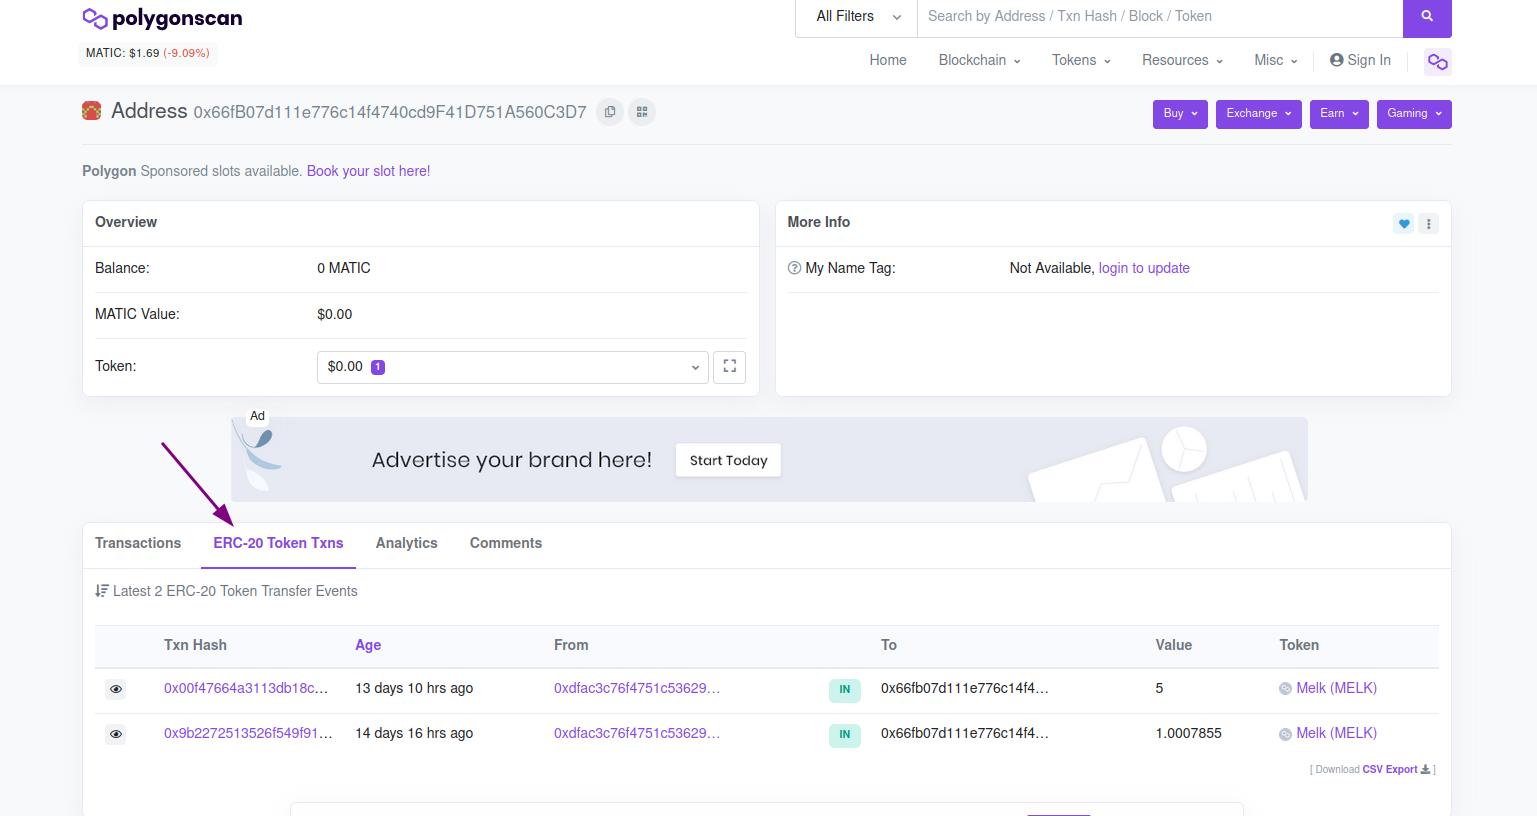 polygonscan
All Filters
Search by Address / Txn Hash / Block / Token
MATIC: $1.69 (-9.09%)
Home Blockchain Tokens Resources Misc Sign In
Address 0x66fB07d111e776c14f4740cd9F41D751A560C3D7
Buy Exchange Earn Gaming
Polygon Sponsored slots available. Book your slot here!
Overview
Balance: 0 MATIC
MATIC Value: $0.00
Token: $0.00 1
More Info
My Name Tag: Not Available, login to update
Ad
Advertise your brand here! Start Today
Transactions ERC-20 Token Txns Analytics Comments
Latest 2 ERC-20 Token Transfer Events
Txn Hash Age From To Value Token
0x00f47664a3113db18c... 13 days 10 hrs ago 0xdfac3c76f4751c53629... IN 0x66fb07d111e776c14f4... 5 Melk (MELK)
0x9b2272513526f549f91... 14 days 16 hrs ago 0xdfac3c76f4751c53629... IN 0x66fb07d111e776c14f4... 1.0007855 Melk (MELK)
[ Download CSV Export ]